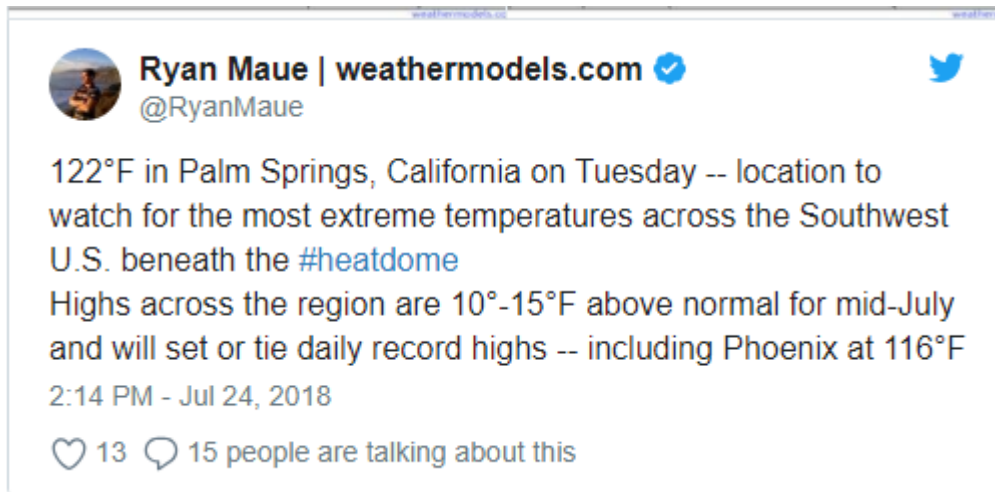 weathermodels.co
weather
Ryan Maue | weathermodels.com
@RyanMaue
122°F in Palm Springs, California on Tuesday -- location to
watch for the most extreme temperatures across the Southwest
U.S. beneath the #heatdome
Highs across the region are 10°-15°F above normal for mid-July
and will set or tie daily record highs -- including Phoenix at 116°F
2:14 PM - Jul 24, 2018
13 15 people are talking about this